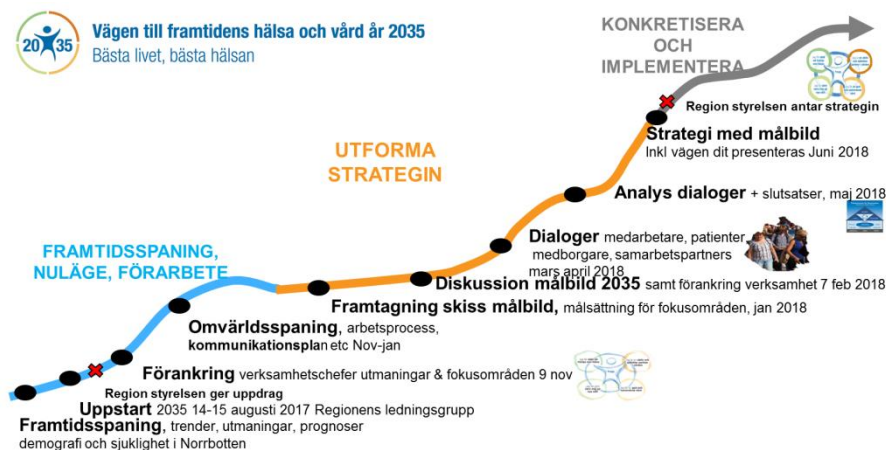 20 35
Vägen till framtidens hälsa och vård år 2035
Bästa livet, bästa hälsan
KONKRETISERA
OCH
IMPLEMENTERA
Region styrelsen antar strategin
Strategi med målbild
Inkl vägen dit presenteras Juni 2018
UTFORMA
STRATEGIN
Analys dialoger + slutsatser, maj 2018
Dialoger medarbetare, patienter
medborgare, samarbetspartners
mars april 2018
FRAMTIDSSPANING,
NULÄGE, FÖRARBETE
Diskussion målbild 2035 samt förankring verksamhet 7 feb 2018
Framtagning skiss målbild, målsättning för fokusområden, jan 2018
Omvärldsspaning, arbetsprocess,
kommunikationsplan etc Nov-jan
Förankring verksamhetschefer utmaningar & fokusområden 9 nov
Region styrelsen ger uppdrag
Uppstart 2035 14-15 augusti 2017 Regionens ledningsgrupp
Framtidsspaning, trender, utmaningar, prognoser
demografi och sjuklighet i Norrbotten